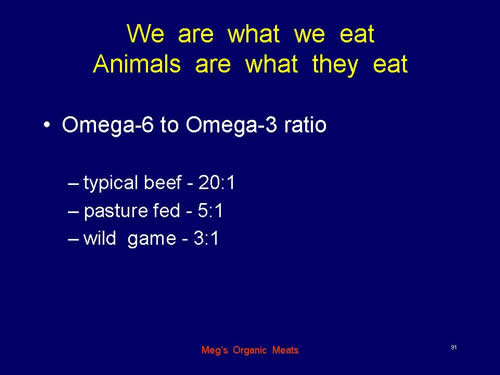 We are what we eat
Animals are what they eat
• Omega-6 to Omega-3 ratio
– typical beef - 20:1
– pasture fed - 5:1
– wild game - 3:1
Meg's Organic Meats
91